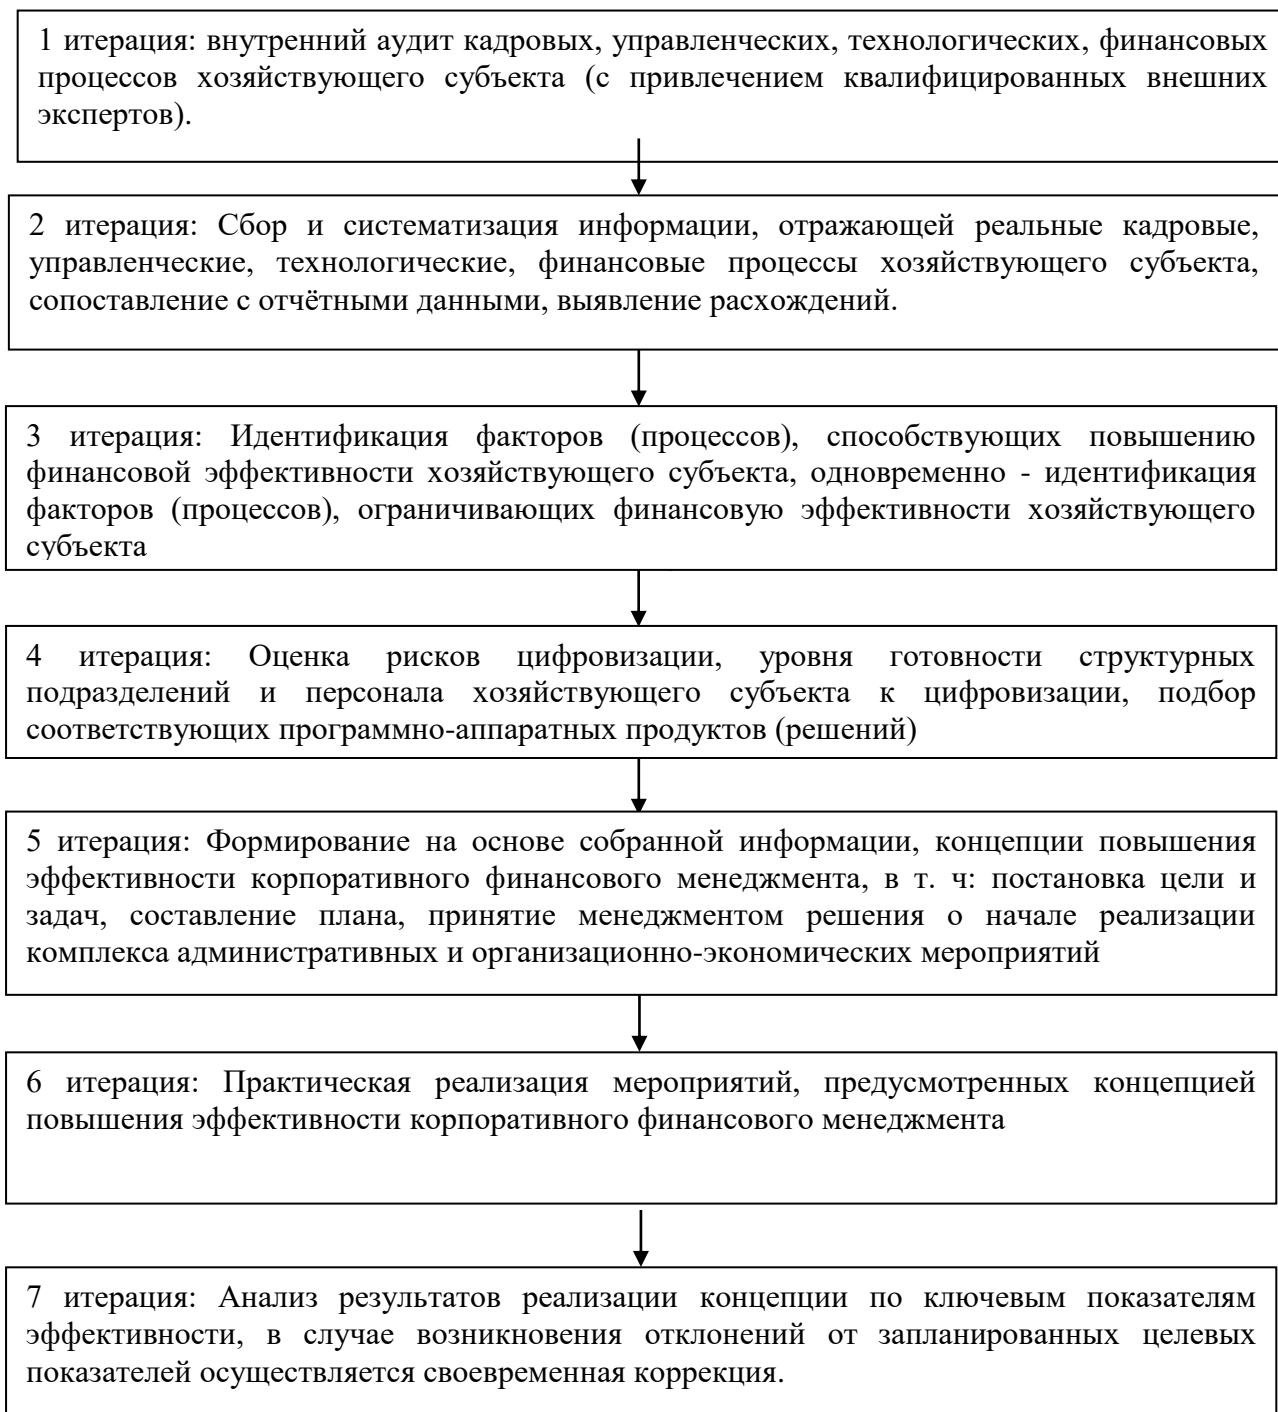 1 итерация: внутренний аудит кадровых, управленческих, технологических, финансовых
процессов хозяйствующего субъекта (с привлечением квалифицированных внешних
экспертов).
2 итерация: Сбор и систематизация информации, отражающей реальные кадровые,
управленческие, технологические, финансовые процессы хозяйствующего субъекта,
сопоставление с отчётными данными, выявление расхождений.
3 итерация: Идентификация факторов (процессов), способствующих повышению
финансовой эффективности хозяйствующего субъекта, одновременно - идентификация
факторов (процессов), ограничивающих финансовую эффективности хозяйствующего
субъекта
4 итерация: Оценка рисков цифровизации, уровня готовности структурных
подразделений и персонала хозяйствующего субъекта к цифровизации, подбор
соответствующих программно-аппаратных продуктов (решений)
5 итерация: Формирование на основе собранной информации, концепции повышения
эффективности корпоративного финансового менеджмента, в т. ч: постановка цели и
задач, составление плана, принятие менеджментом решения о начале реализации
комплекса административных и организационно-экономических мероприятий
6 итерация: Практическая реализация мероприятий, предусмотренных концепцией
повышения эффективности корпоративного финансового менеджмента
7 итерация: Анализ результатов реализации концепции по ключевым показателям
эффективности, в случае возникновения отклонений от запланированных целевых
показателей осуществляется своевременная коррекция.